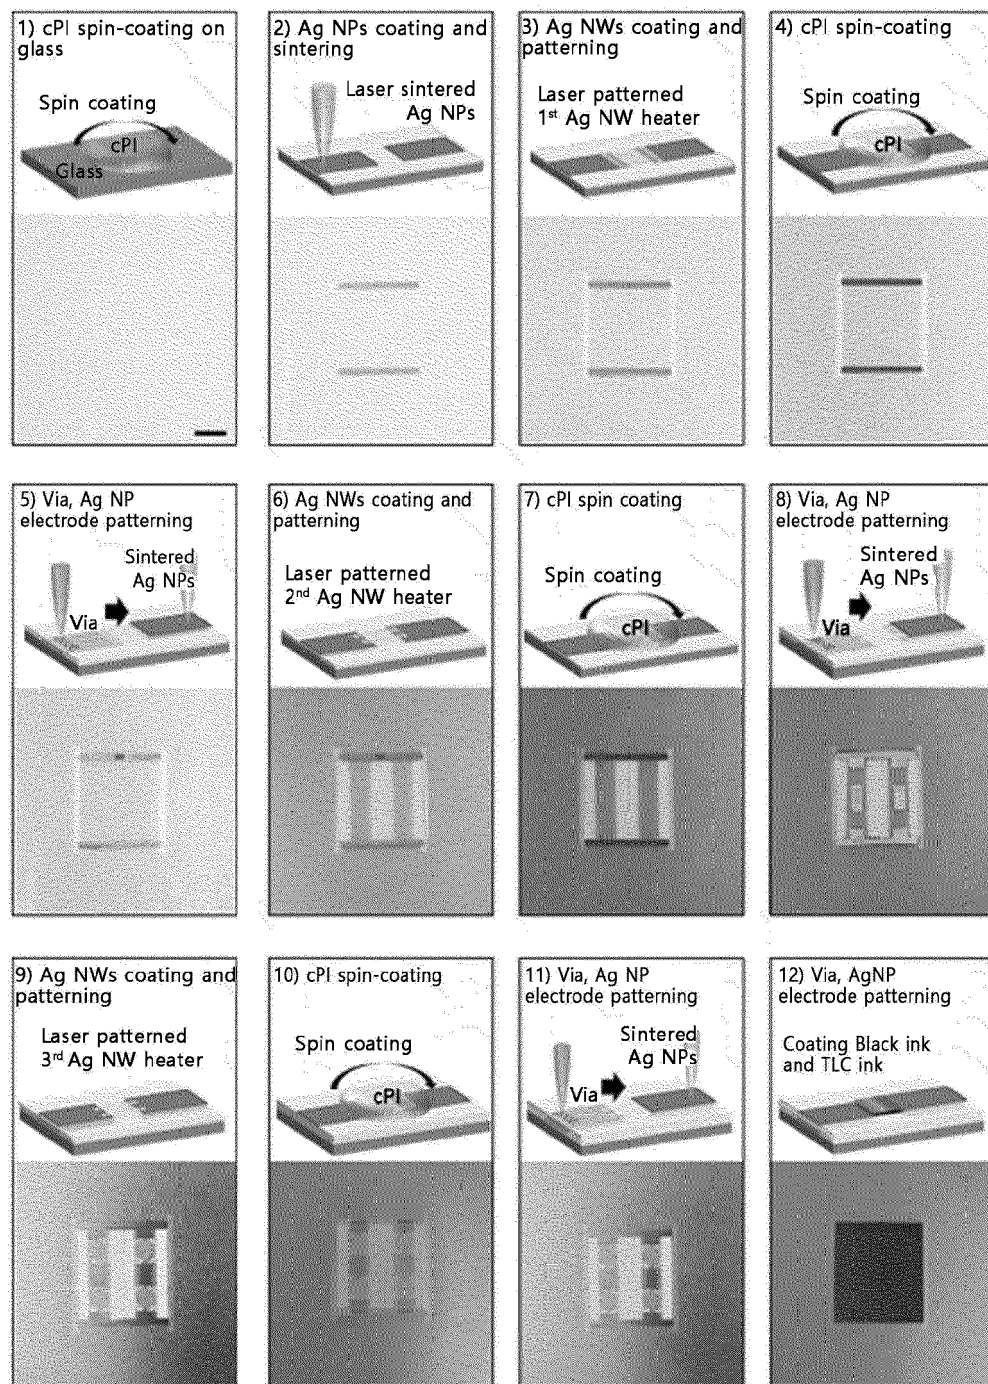 1) cPI spin-coating on
glass
Spin coating
cPI
Glass
2) Ag NPs coating and
sintering
Laser sintered
Ag NPs
3) Ag NWs coating and
patterning
Laser patterned
1st Ag NW heater
4) cPI spin-coating
Spin coating
cPI
5) Via, Ag NP
electrode patterning
Sintered
Ag NPs
Via
6) Ag NWs coating and
patterning
Laser patterned
2nd Ag NW heater
7) cPI spin coating
Spin coating
cPI
8) Via, Ag NP
electrode patterning
Sintered
Ag NPs
Via
9) Ag NWs coating and
patterning
Laser patterned
3rd Ag NW heater
10) cPI spin-coating
Spin coating
cPI
11) Via, Ag NP
electrode patterning
Sintered
Ag NPs
Via
12) Via, AgNP
electrode patterning
Coating Black ink
and TLC ink